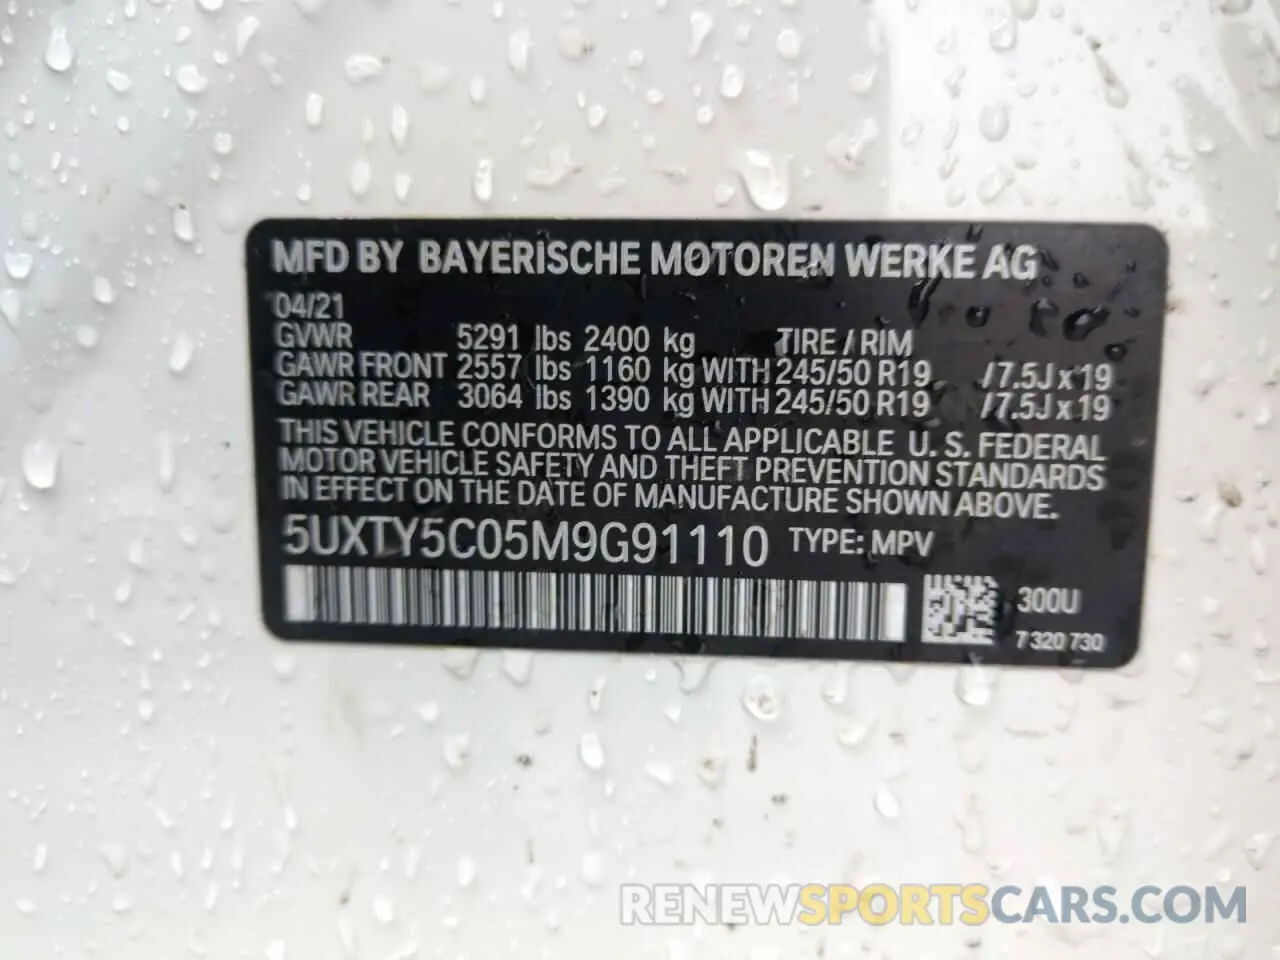 MFD BY BAYERISCHE MOTOREN WERKE AG
04/21
GVWR 5291 lbs 2400 kg TIRE / RIM
GAWR FRONT 2557 lbs 1160 kg WITH 245/50 R19 /7.5J x 19
GAWR REAR 3064 lbs 1390 kg WITH 245/50 R19 /7.5J x 19
THIS VEHICLE CONFORMS TO ALL APPLICABLE U. S. FEDERAL
MOTOR VEHICLE SAFETY AND THEFT PREVENTION STANDARDS
IN EFFECT ON THE DATE OF MANUFACTURE SHOWN ABOVE.
5UXTY5C05M9G91110 TYPE: MPV
300U
7 320 730
RENEWSPORTSCARS.COM